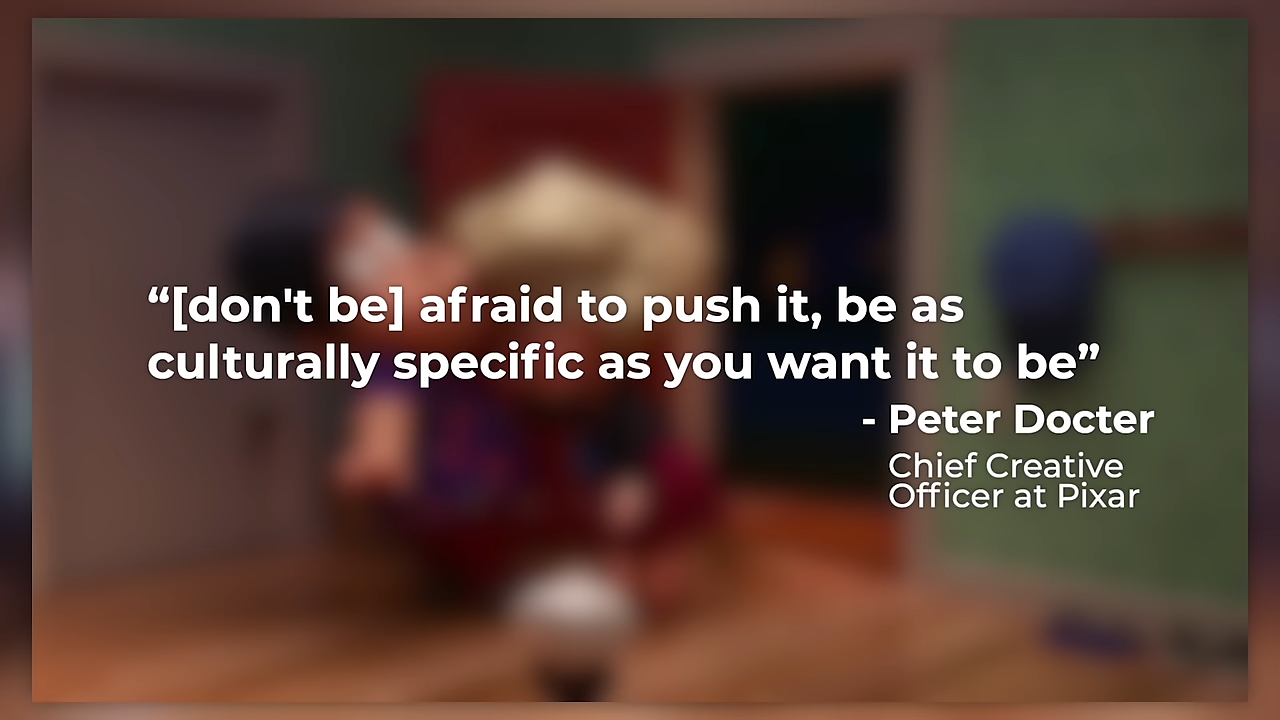 “[don't be] afraid to push it, be as
culturally specific as you want it to be”
- Peter Docter
Chief Creative
Officer at Pixar